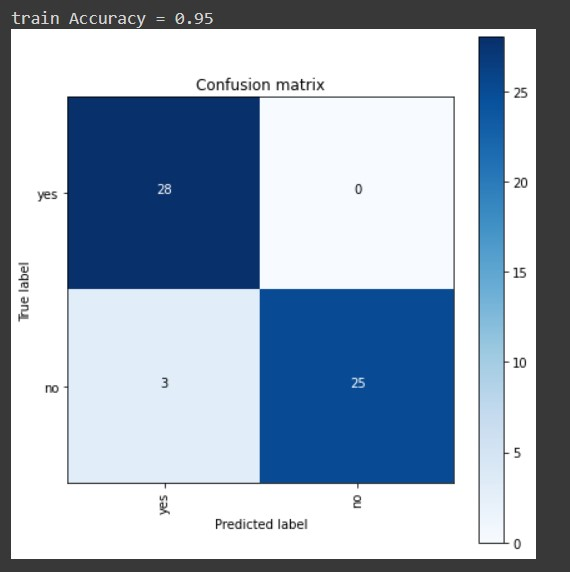 train Accuracy = 0.95
Confusion matrix
yes
28
0
no
3
25
True label
yes
no
Predicted label
25
20
15
10
5
0